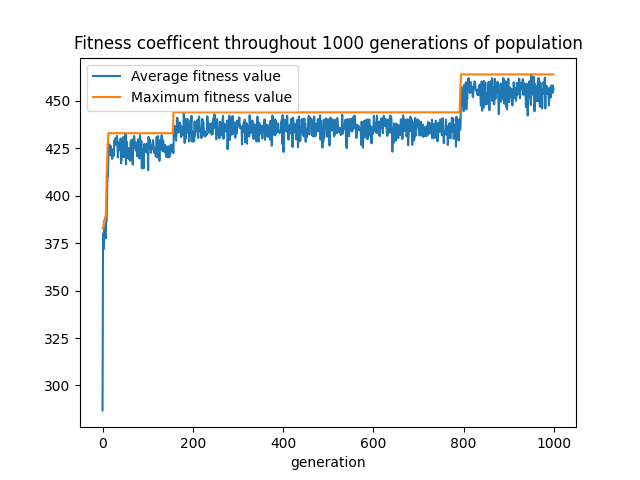 Fitness coefficent throughout 1000 generations of population
Average fitness value
Maximum fitness value
450
425
400
375
350
325
300
0 200 400 600 800 1000
generation